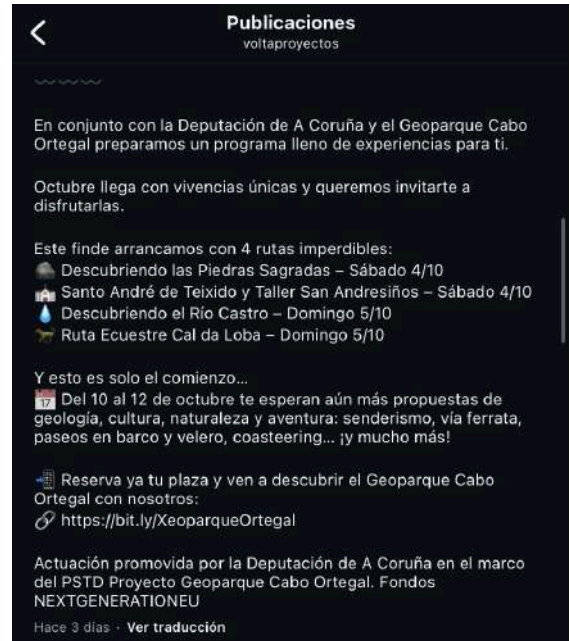 Publicaciones
voltaproyectos
En conjunto con la Deputación de A Coruña y el Geoparque Cabo
Ortegal preparamos un programa lleno de experiencias para ti.
Octubre llega con vivencias únicas y queremos invitarte a
disfrutarlas.
Este finde arrancamos con 4 rutas imperdibles:
🪨 Descubriendo las Piedras Sagradas – Sábado 4/10
⛪ Santo André de Teixido y Taller San Andresiños – Sábado 4/10
💧 Descubriendo el Río Castro – Domingo 5/10
🐎 Ruta Ecuestre Cal da Loba – Domingo 5/10
Y esto es solo el comienzo...
📅 Del 10 al 12 de octubre te esperan aún más propuestas de
geología, cultura, naturaleza y aventura: senderismo, vía ferrata,
paseos en barco y velero, coasteering... ¡y mucho más!
📲 Reserva ya tu plaza y ven a descubrir el Geoparque Cabo
Ortegal con nosotros:
🔗 https://bit.ly/XeoparqueOrtegal
Actuación promovida por la Deputación de A Coruña en el marco
del PSTD Proyecto Geoparque Cabo Ortegal. Fondos
NEXTGENERATIONEU
Hace 3 días · Ver traducción